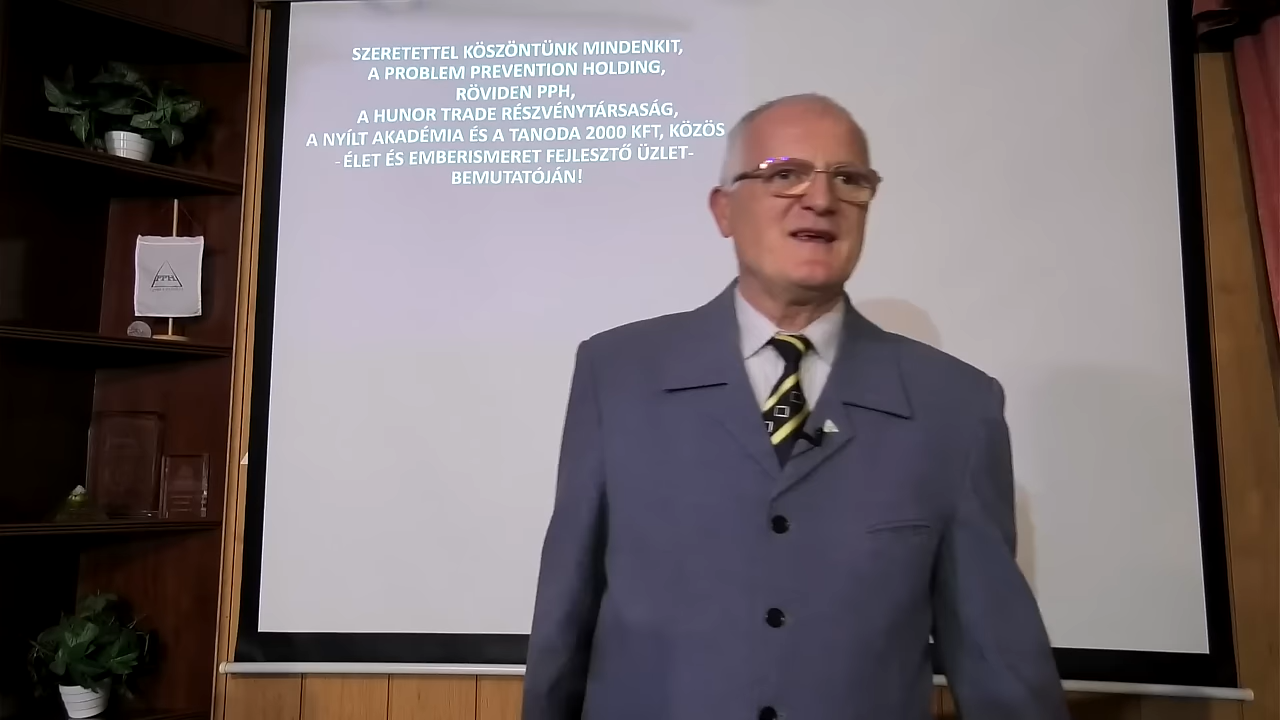 SZERETETTEL KÖSZÖNTÜNK MINDENKIT,
A PROBLEM PREVENTION HOLDING,
RÖVIDEN PPH,
A HUNOR TRADE RÉSZVÉNYTÁRSASÁG,
A NYÍLT AKADÉMIA ÉS A TANODA 2000 KFT, KÖZÖS
-ÉLET ÉS EMBERISMERET FEJLESZTŐ ÜZLET-
BEMUTATÓJÁN!
PPH